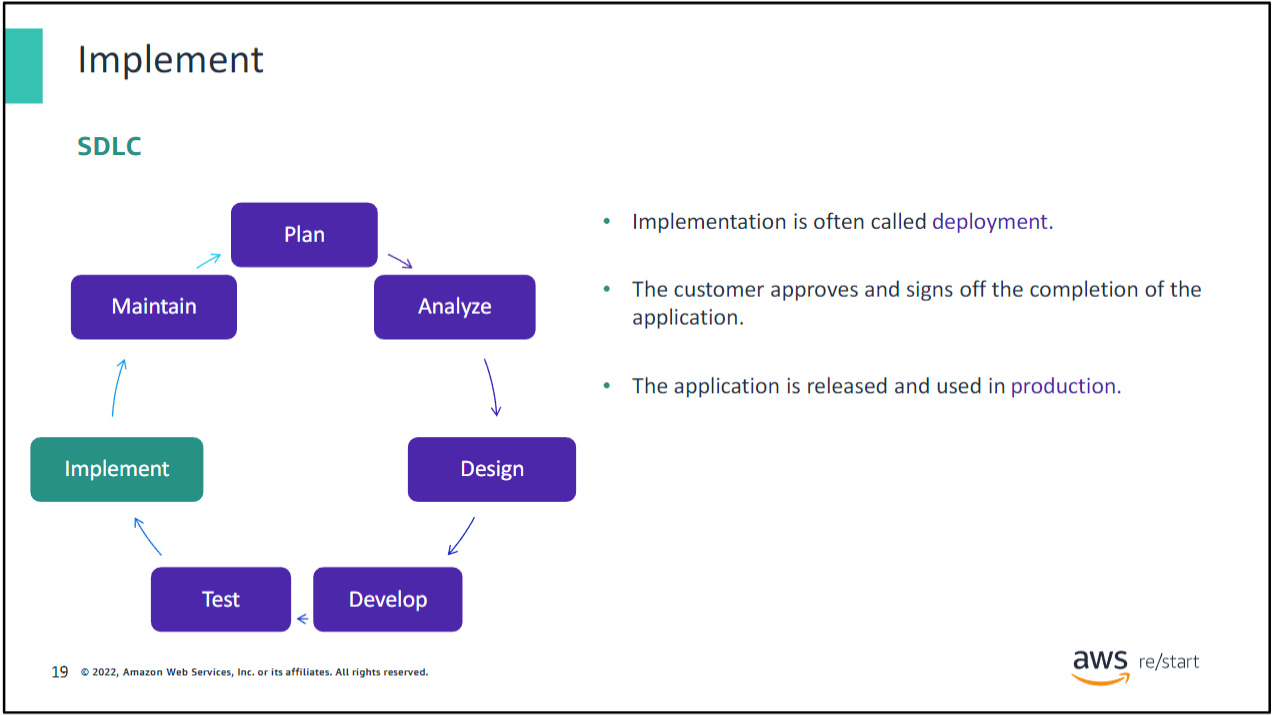 Implement
SDLC
Plan
Maintain
Analyze
Implement
Design
Test
Develop
• Implementation is often called deployment.
• The customer approves and signs off the completion of the
application.
• The application is released and used in production.
19 © 2022, Amazon Web Services, Inc. or its affiliates. All rights reserved.
aws re/start